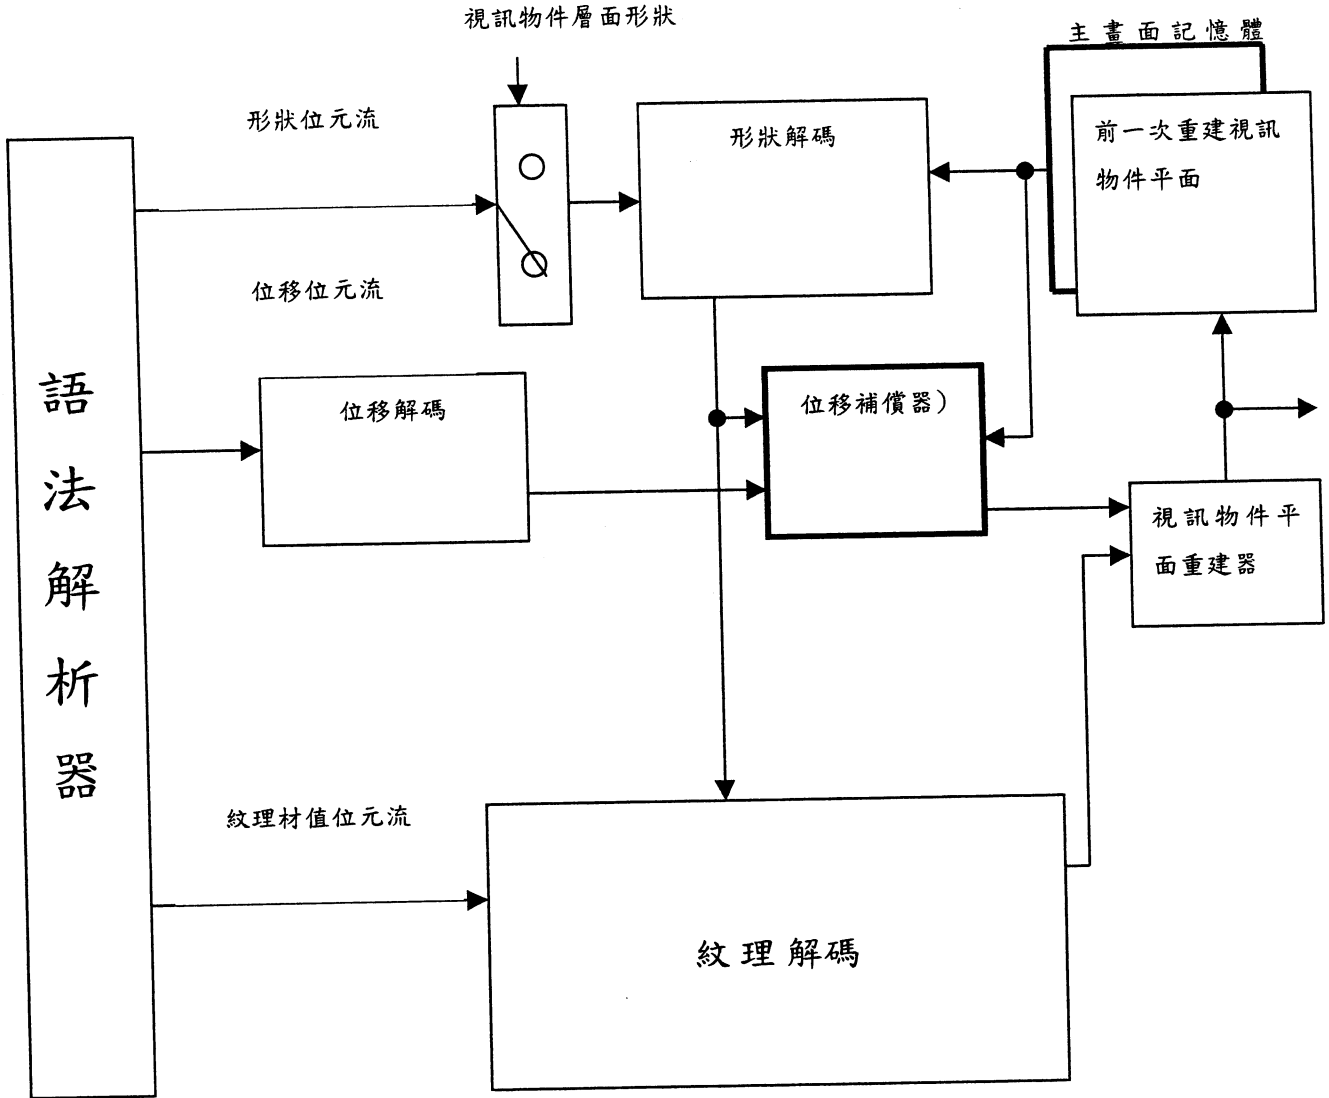 視訊物件層面形狀
主畫面記憶體
形狀位元流
形狀解碼
前一次重建視訊
物件平面
位移位元流
語法解析器
位移解碼
位移補償器)
視訊物件平
面重建器
紋理材值位元流
紋理解碼